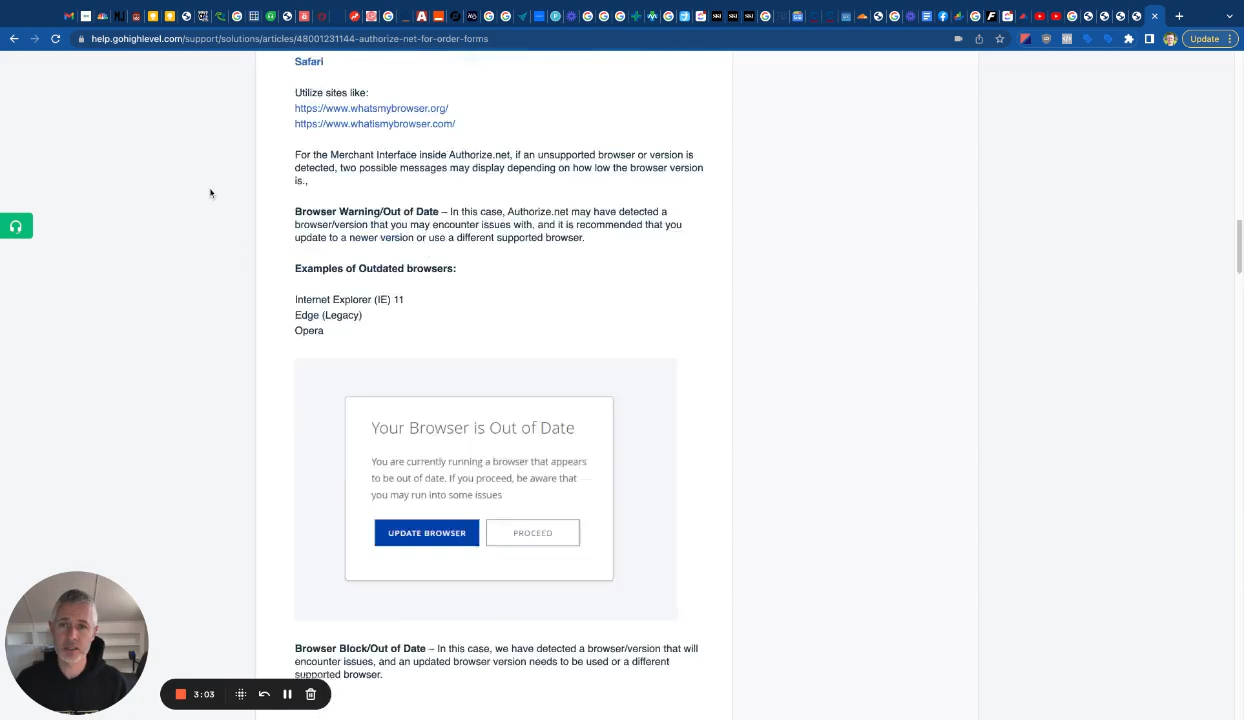 help.gohighlevel.com/support/solutions/articles/48001231144-authorize-net-for-order-forms
Update
Safari
Utilize sites like:
https://www.whatsmybrowser.org/
https://www.whatismybrowser.com/
For the Merchant Interface inside Authorize.net, if an unsupported browser or version is
detected, two possible messages may display depending on how low the browser version
is.,
Browser Warning/Out of Date – In this case, Authorize.net may have detected a
browser/version that you may encounter issues with, and it is recommended that you
update to a newer version or use a different supported browser.
Examples of Outdated browsers:
Internet Explorer (IE) 11
Edge (Legacy)
Opera
Your Browser is Out of Date
You are currently running a browser that appears
to be out of date. If you proceed, be aware that
you may run into some issues
UPDATE BROWSER
PROCEED
Browser Block/Out of Date – In this case, we have detected a browser/version that will
encounter issues, and an updated browser version needs to be used or a different
supported browser.
3:03